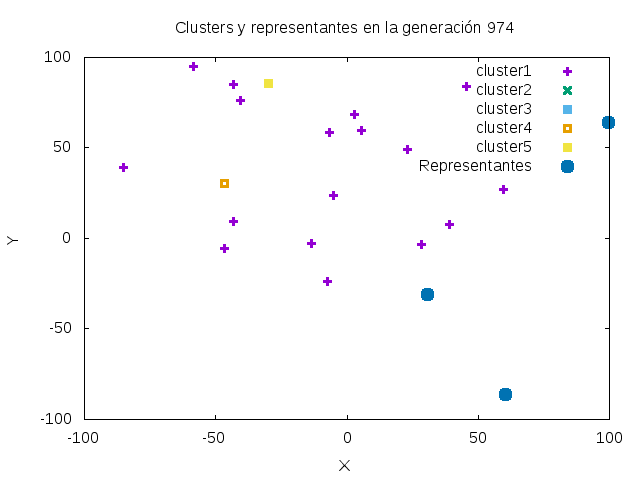 Clusters y representantes en la generación 974
cluster1
cluster2
cluster3
cluster4
cluster5
Representantes
100
50
0
-50
-100
Y
-100
-50
0
50
100
X